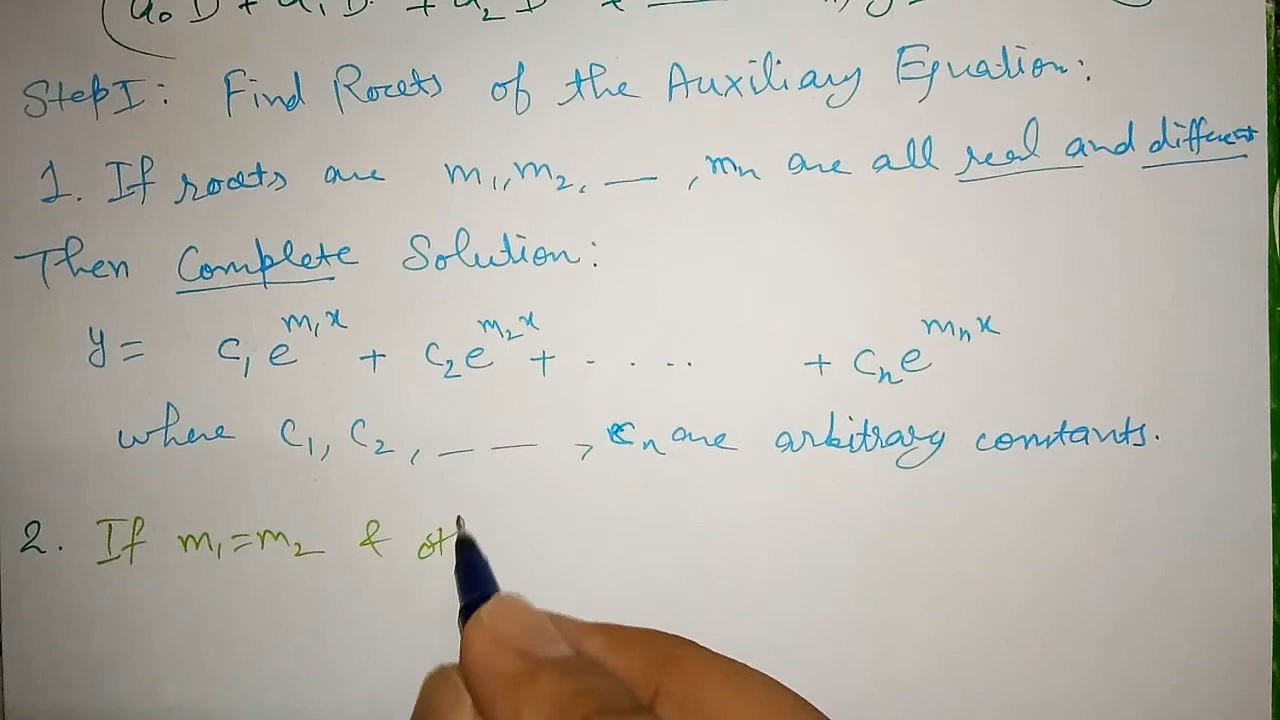 Step I: Find Roots of the Auxiliary Equation:
1. If roots are m₁, m₂, — , mₙ are all real and different
Then Complete Solution:
y = c₁e^{m₁x} + c₂e^{m₂x} + . . . . + cₙe^{mₙx}
where c₁, c₂, — — , cₙ are arbitrary constants.
2. If m₁=m₂ & ot